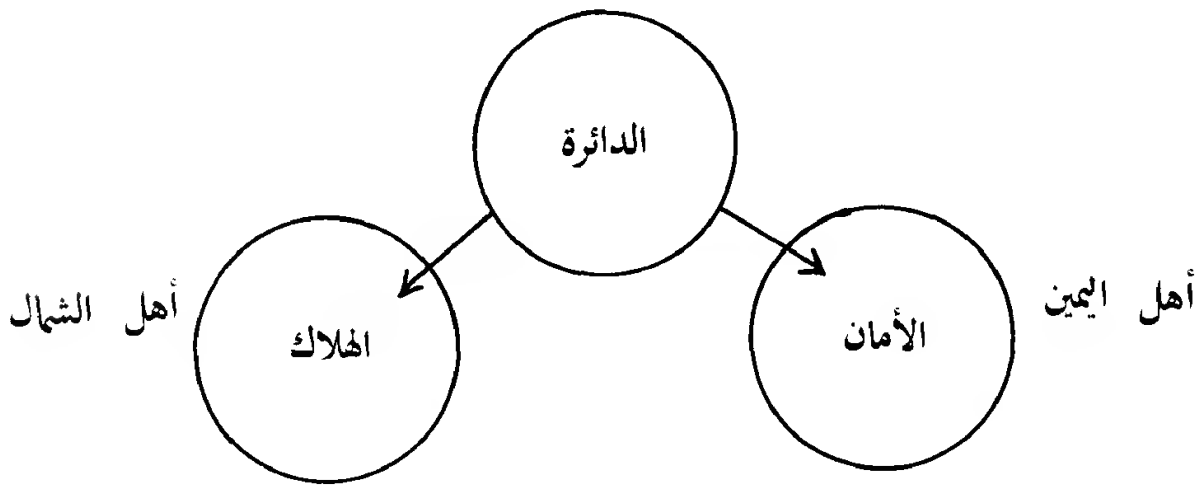 الدائرة
أهل اليمين
الأمان
الهلاك
أهل الشمال